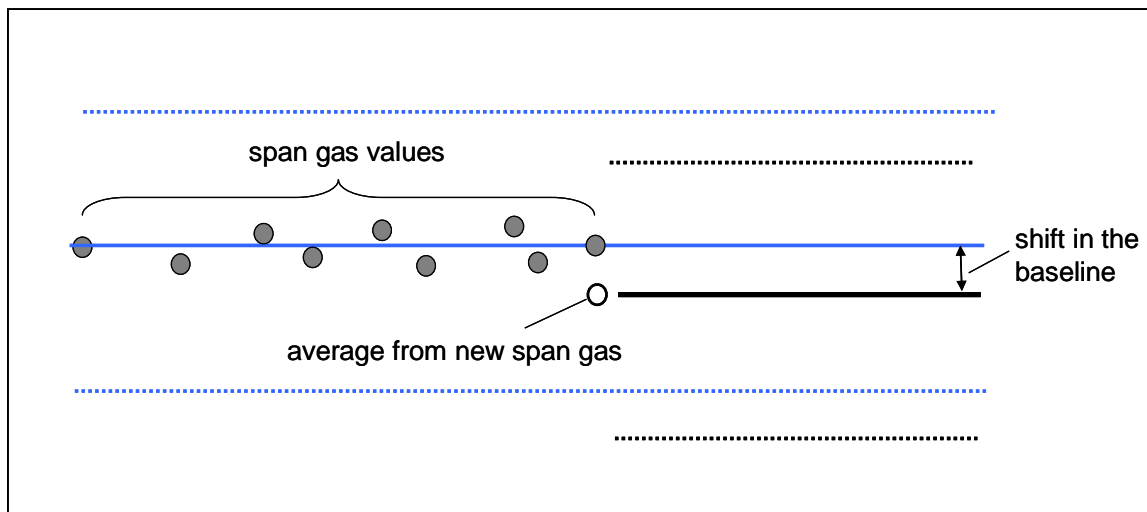 span gas values
shift in the
baseline
average from new span gas